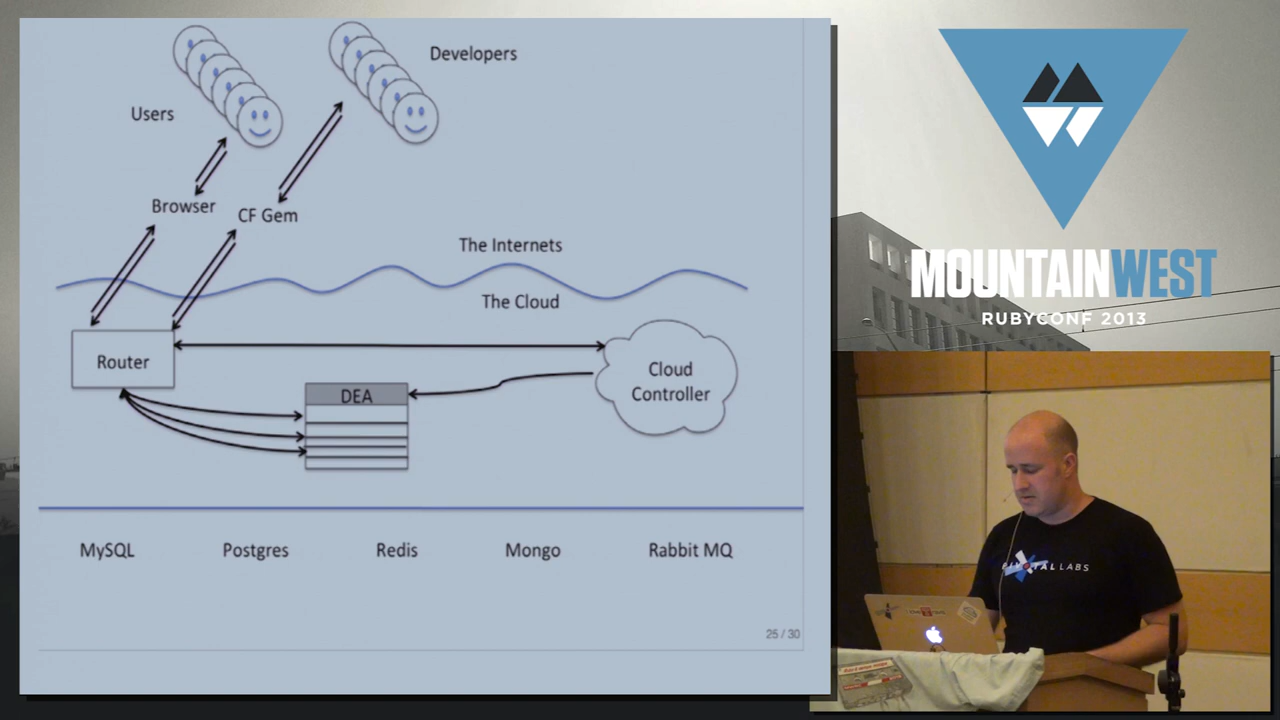 Developers
Users
Browser
CF Gem
The Internets
The Cloud
Router
Cloud
Controller
DEA
MySQL
Postgres
Redis
Mongo
Rabbit MQ
25 / 30
MOUNTAINWEST
RUBYCONF 2013
PIVOTAL LABS